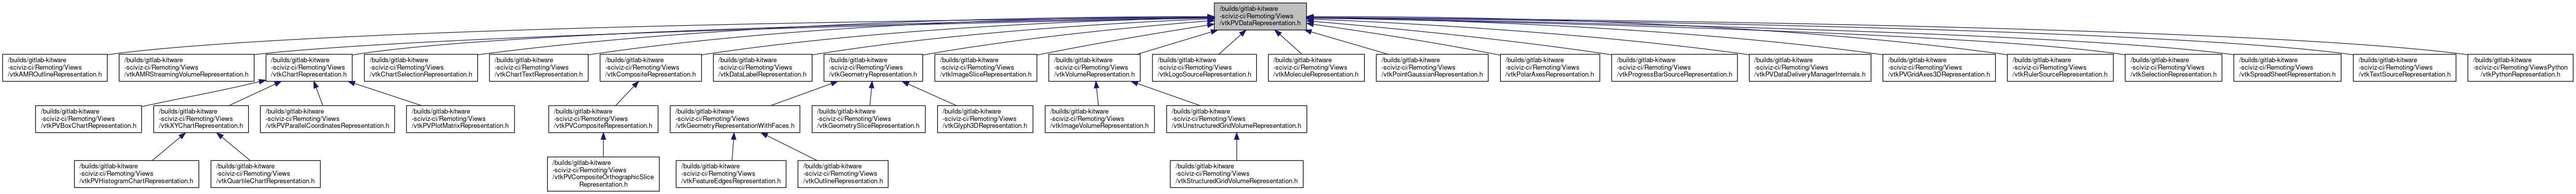 /builds/gitlab-kitware
-sciviz-ci/Remoting/Views
/vtkPVDataRepresentation.h
/builds/gitlab-kitware
-sciviz-ci/Remoting/Views
/vtkAMROutlineRepresentation.h
/builds/gitlab-kitware
-sciviz-ci/Remoting/Views
/vtkAMRStreamingVolumeRepresentation.h
/builds/gitlab-kitware
-sciviz-ci/Remoting/Views
/vtkChartRepresentation.h
/builds/gitlab-kitware
-sciviz-ci/Remoting/Views
/vtkChartSelectionRepresentation.h
/builds/gitlab-kitware
-sciviz-ci/Remoting/Views
/vtkChartTextRepresentation.h
/builds/gitlab-kitware
-sciviz-ci/Remoting/Views
/vtkCompositeRepresentation.h
/builds/gitlab-kitware
-sciviz-ci/Remoting/Views
/vtkDataLabelRepresentation.h
/builds/gitlab-kitware
-sciviz-ci/Remoting/Views
/vtkGeometryRepresentation.h
/builds/gitlab-kitware
-sciviz-ci/Remoting/Views
/vtkImageSliceRepresentation.h
/builds/gitlab-kitware
-sciviz-ci/Remoting/Views
/vtkVolumeRepresentation.h
/builds/gitlab-kitware
-sciviz-ci/Remoting/Views
/vtkLogoSourceRepresentation.h
/builds/gitlab-kitware
-sciviz-ci/Remoting/Views
/vtkMoleculeRepresentation.h
/builds/gitlab-kitware
-sciviz-ci/Remoting/Views
/vtkPointGaussianRepresentation.h
/builds/gitlab-kitware
-sciviz-ci/Remoting/Views
/vtkPolarAxesRepresentation.h
/builds/gitlab-kitware
-sciviz-ci/Remoting/Views
/vtkProgressBarSourceRepresentation.h
/builds/gitlab-kitware
-sciviz-ci/Remoting/Views
/vtkPVDataDeliveryManagerInternals.h
/builds/gitlab-kitware
-sciviz-ci/Remoting/Views
/vtkPVGridAxes3DRepresentation.h
/builds/gitlab-kitware
-sciviz-ci/Remoting/Views
/vtkRulerSourceRepresentation.h
/builds/gitlab-kitware
-sciviz-ci/Remoting/Views
/vtkSelectionRepresentation.h
/builds/gitlab-kitware
-sciviz-ci/Remoting/Views
/vtkSpreadSheetRepresentation.h
/builds/gitlab-kitware
-sciviz-ci/Remoting/Views
/vtkTextSourceRepresentation.h
/builds/gitlab-kitware
-sciviz-ci/Remoting/ViewsPython
/vtkPythonRepresentation.h
/builds/gitlab-kitware
-sciviz-ci/Remoting/Views
/vtkPVBoxChartRepresentation.h
/builds/gitlab-kitware
-sciviz-ci/Remoting/Views
/vtkXYChartRepresentation.h
/builds/gitlab-kitware
-sciviz-ci/Remoting/Views
/vtkPVParallelCoordinatesRepresentation.h
/builds/gitlab-kitware
-sciviz-ci/Remoting/Views
/vtkPVPlotMatrixRepresentation.h
/builds/gitlab-kitware
-sciviz-ci/Remoting/Views
/vtkPVCompositeRepresentation.h
/builds/gitlab-kitware
-sciviz-ci/Remoting/Views
/vtkGeometryRepresentationWithFaces.h
/builds/gitlab-kitware
-sciviz-ci/Remoting/Views
/vtkGeometrySliceRepresentation.h
/builds/gitlab-kitware
-sciviz-ci/Remoting/Views
/vtkGlyph3DRepresentation.h
/builds/gitlab-kitware
-sciviz-ci/Remoting/Views
/vtkImageVolumeRepresentation.h
/builds/gitlab-kitware
-sciviz-ci/Remoting/Views
/vtkUnstructuredGridVolumeRepresentation.h
/builds/gitlab-kitware
-sciviz-ci/Remoting/Views
/vtkPVHistogramChartRepresentation.h
/builds/gitlab-kitware
-sciviz-ci/Remoting/Views
/vtkQuartileChartRepresentation.h
/builds/gitlab-kitware
-sciviz-ci/Remoting/Views
/vtkPVCompositeOrthographicSlice
Representation.h
/builds/gitlab-kitware
-sciviz-ci/Remoting/Views
/vtkFeatureEdgesRepresentation.h
/builds/gitlab-kitware
-sciviz-ci/Remoting/Views
/vtkOutlineRepresentation.h
/builds/gitlab-kitware
-sciviz-ci/Remoting/Views
/vtkStructuredGridVolumeRepresentation.h